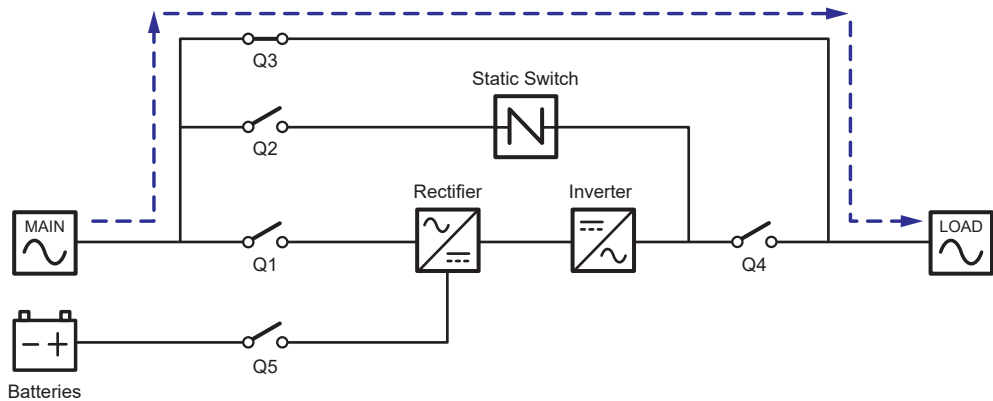 Q3
Static Switch
Q2
Rectifier
Inverter
MAIN
LOAD
Q1
Q4
Q5
Batteries